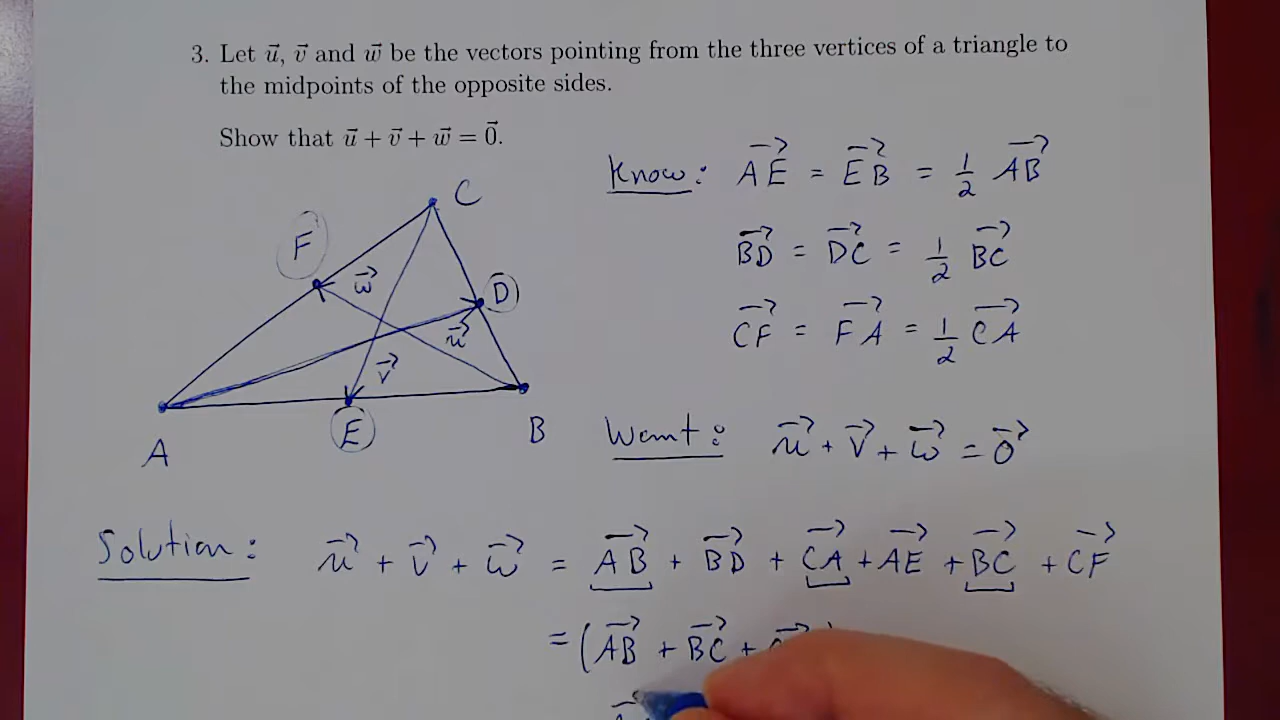 3. Let u⃗, v⃗ and w⃗ be the vectors pointing from the three vertices of a triangle to
the midpoints of the opposite sides.
Show that u⃗ + v⃗ + w⃗ = 0⃗.
Know: AE⃗ = EB⃗ = 1/2 AB⃗
BD⃗ = DC⃗ = 1/2 BC⃗
CF⃗ = FA⃗ = 1/2 CA⃗
C
F
w⃗
D
u⃗
v⃗
A
E
B
Want: u⃗ + v⃗ + w⃗ = 0⃗
Solution: u⃗ + v⃗ + w⃗ = AB⃗ + BD⃗ + CA⃗ + AE⃗ + BC⃗ + CF⃗
= (AB⃗ + BC⃗ +